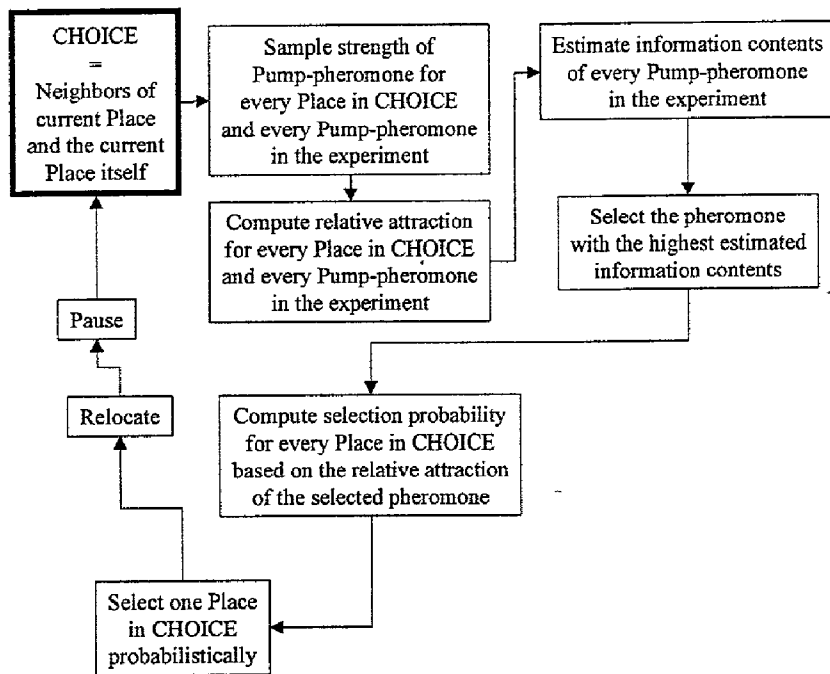 CHOICE
=
Neighbors of
current Place
and the current
Place itself
Sample strength of
Pump-pheromone for
every Place in CHOICE
and every Pump-pheromone
in the experiment
Compute relative attraction
for every Place in CHOICE
and every Pump-pheromone
in the experiment
Estimate information contents
of every Pump-pheromone
in the experiment
Select the pheromone
with the highest estimated
information contents
Compute selection probability
for every Place in CHOICE
based on the relative attraction
of the selected pheromone
Select one Place
in CHOICE
probabilistically
Relocate
Pause